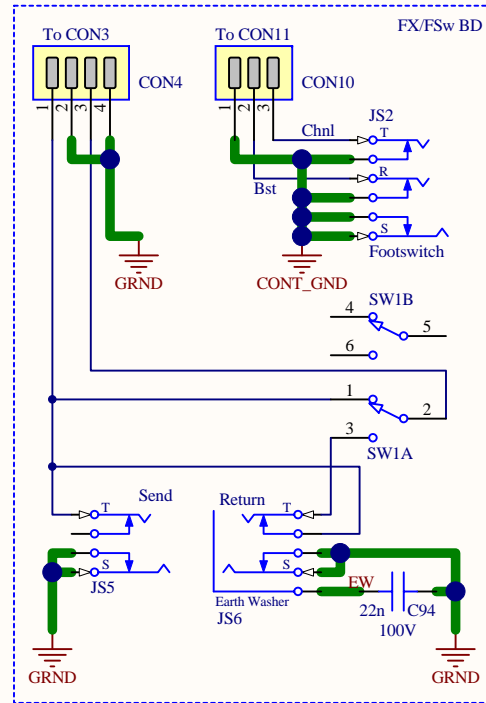 FX/FSw BD
To CON3
To CON11
CON4
CON10
1
2
3
4
1
2
3
JS2
Chnl
T
R
Bst
S
Footswitch
GRND
CONT_GND
SW1B
4
5
6
1
2
3
SW1A
Send
Return
T
T
S
S
JS5
EW
Earth Washer
JS6
22n
C94
100V
GRND
GRND